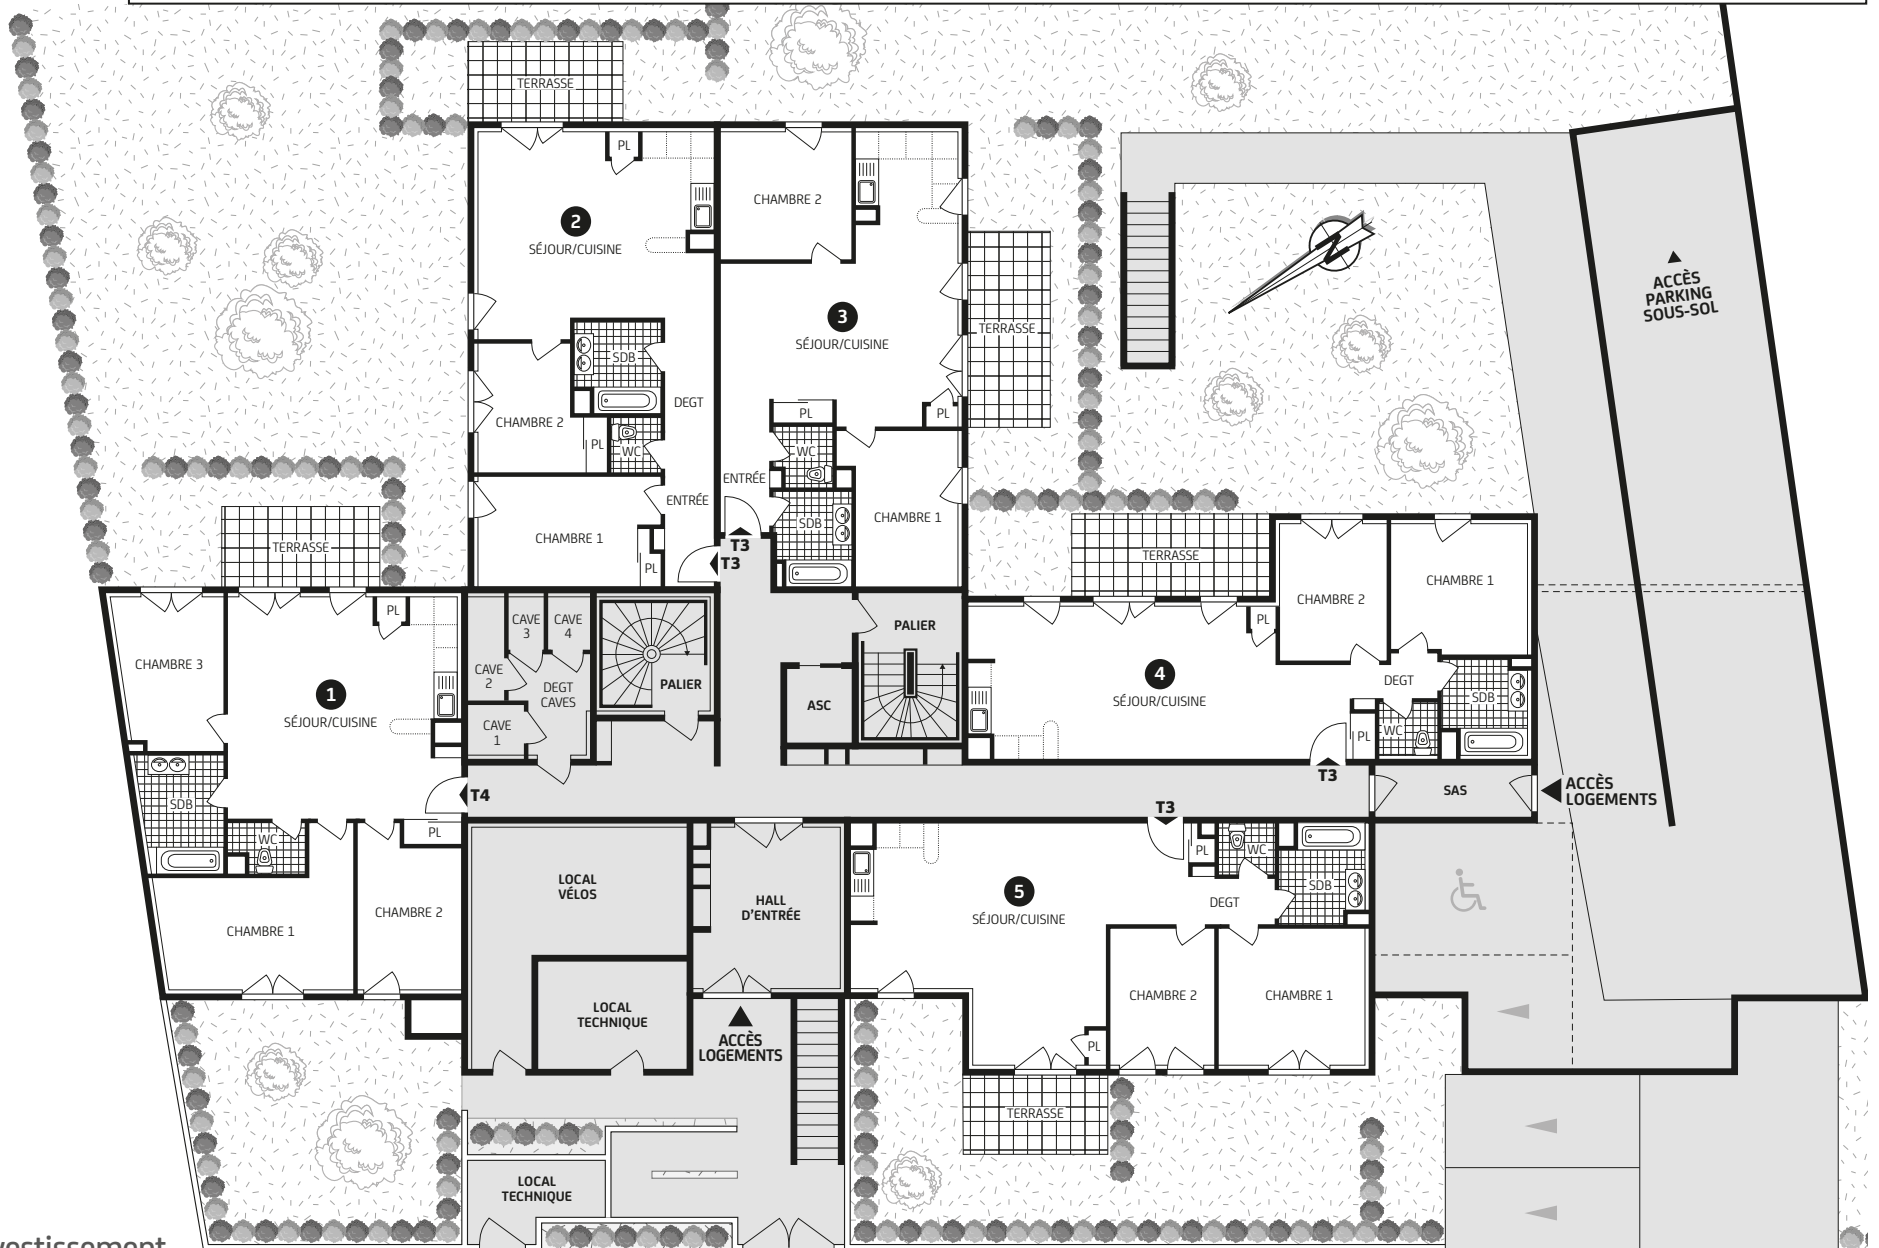 TERRASSE
PL
2
SÉJOUR/CUISINE
SDB
CHAMBRE 2
PL
WC
DEGT
ENTRÉE
CHAMBRE 1
PL
T3
CHAMBRE 2
3
SÉJOUR/CUISINE
TERRASSE
PL
PL
WC
ENTRÉE
SDB
CHAMBRE 1
T3
N
ACCÈS
PARKING
SOUS-SOL
TERRASSE
CHAMBRE 2
CHAMBRE 1
PL
4
SÉJOUR/CUISINE
DEGT
SDB
PL
WC
T3
TERRASSE
PL
CHAMBRE 3
1
SÉJOUR/CUISINE
SDB
WC
PL
T4
CHAMBRE 1
CHAMBRE 2
CAVE
3
CAVE
4
CAVE
2
DEGT
CAVES
CAVE
1
PALIER
PALIER
ASC
SAS
ACCÈS
LOGEMENTS
T3
LOCAL
VÉLOS
HALL
D'ENTRÉE
LOCAL
TECHNIQUE
ACCÈS
LOGEMENTS
5
SÉJOUR/CUISINE
PL
WC
SDB
DEGT
CHAMBRE 2
CHAMBRE 1
PL
TERRASSE
LOCAL
TECHNIQUE
vestissement